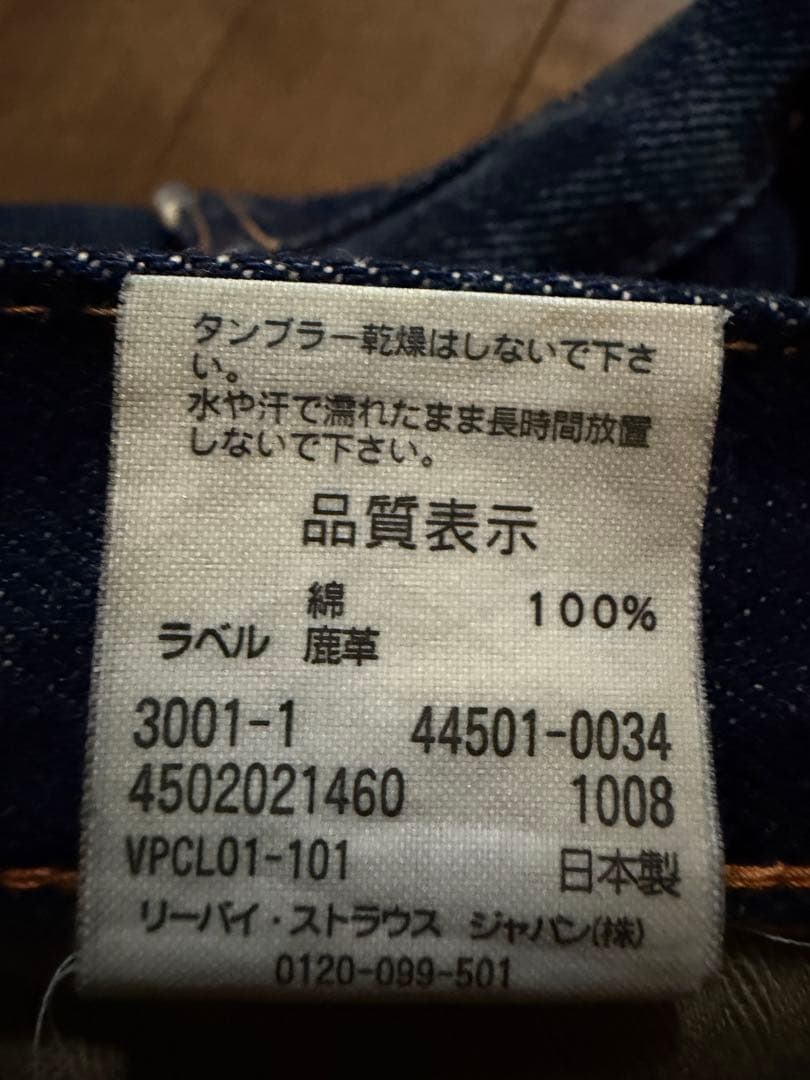 タンブラー乾燥はしないで下さ
い。
水や汗で濡れたまま長時間放置
しないで下さい。
品質表示
綿 100%
ラベル 鹿革
3001-1 44501-0034
4502021460 1008
VPCL01-101 日本製
リーバイ・ストラウス ジャパン(株)
0120-099-501